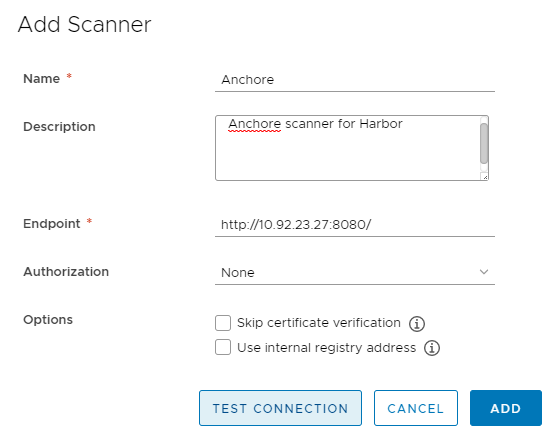 Add Scanner
Name *
Anchore
Description
Anchore scanner for Harbor
Endpoint *
http://10.92.23.27:8080/
Authorization
None
Options
Skip certificate verification
Use internal registry address
TEST CONNECTION
CANCEL
ADD